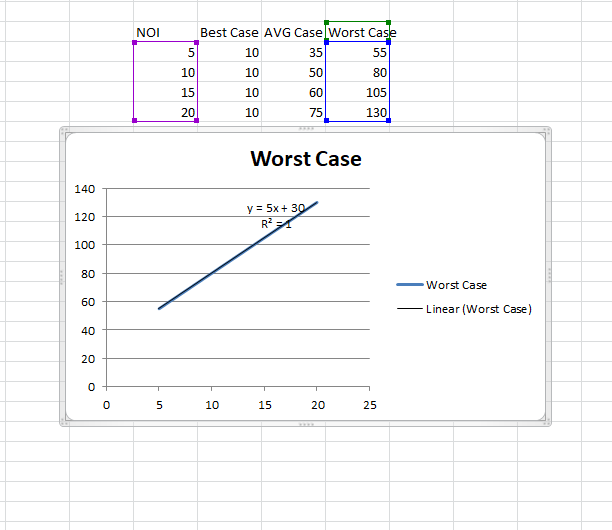 NOI Best Case AVG Case Worst Case
5 10 35 55
10 10 50 80
15 10 60 105
20 10 75 130
Worst Case
140
120
100
80
60
40
20
0
y = 5x + 30
R² = 1
0 5 10 15 20 25
Worst Case
Linear (Worst Case)